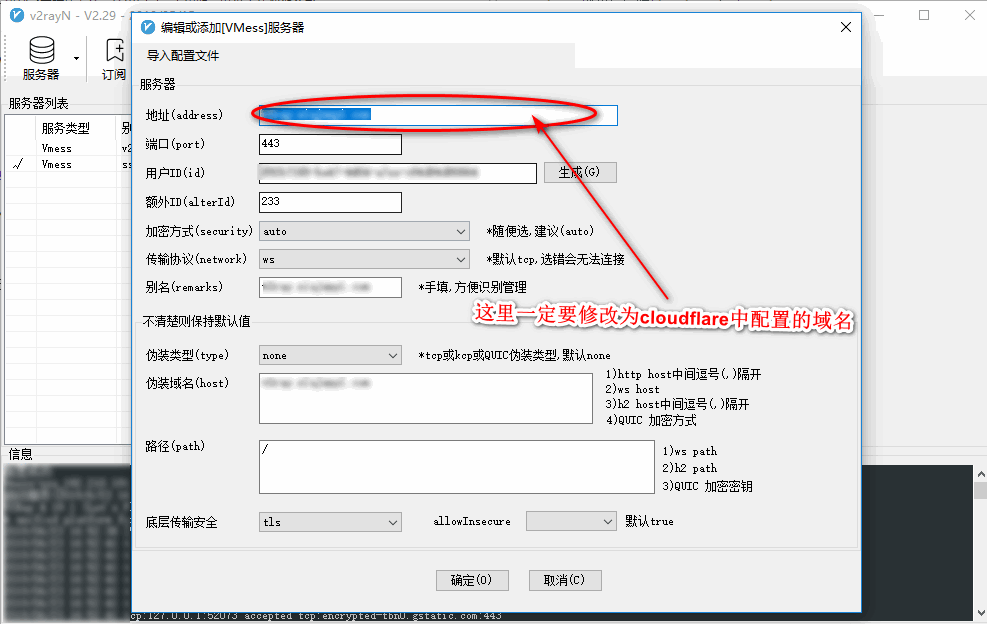 v2rayN - V2.29 -
服务器
订阅
服务器列表
服务类型
Vmess
Vmess
信息
编辑或添加[VMess]服务器
导入配置文件
服务器
地址(address)
端口(port) 443
用户ID(id) 生成(G)
额外ID(alterId) 233
加密方式(security) auto *随便选,建议(auto)
传输协议(network) ws *默认tcp,选错会无法连接
别名(remarks) *手填,方便识别管理
这里一定要修改为cloudflare中配置的域名
不清楚则保持默认值
伪装类型(type) none *tcp或kcp或QUIC伪装类型,默认none
伪装域名(host)
1)http host中间逗号(,)隔开
2)ws host
3)h2 host中间逗号(,)隔开
4)QUIC 加密方式
路径(path) /
1)ws path
2)h2 path
3)QUIC 加密密钥
底层传输安全 tls allowInsecure 默认true
确定(O) 取消(C)
cp:127.0.0.1:52073 accepted tcp:encrypted-tbn0.gstatic.com:443